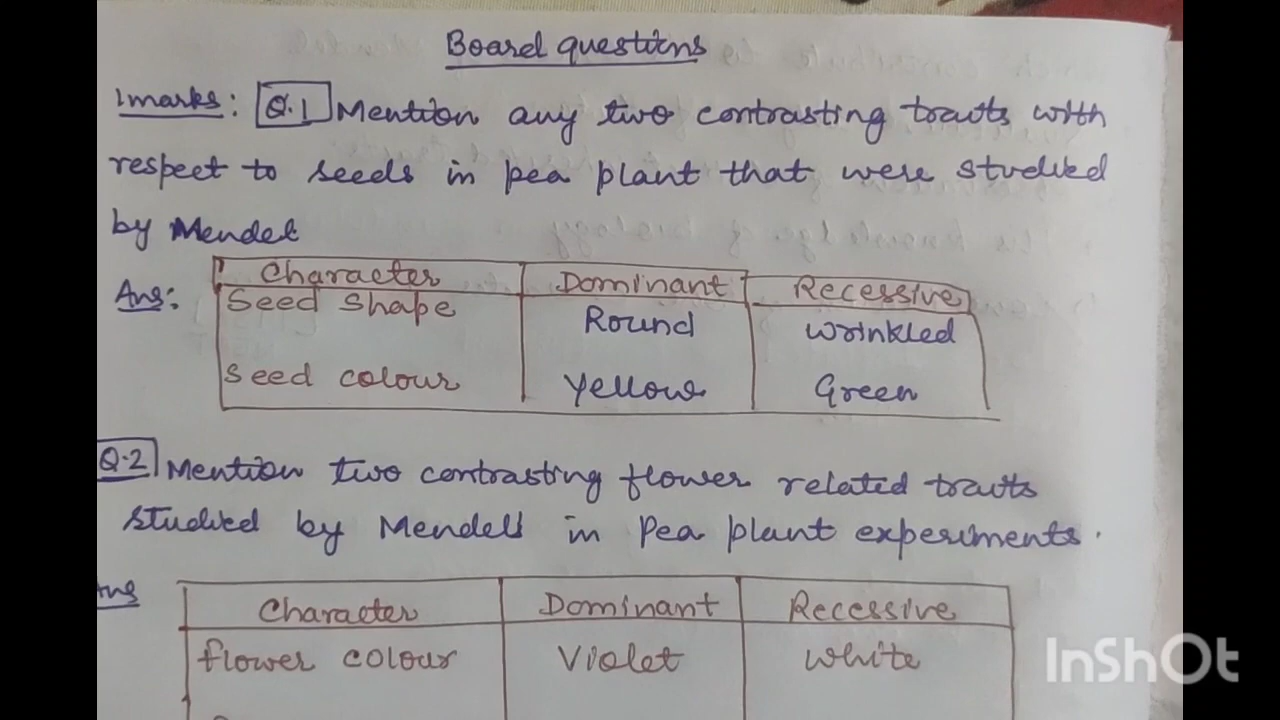 Board questions
1marks: Q.1 Mention any two contrasting traits with
respect to seeds in pea plant that were studied
by Mendel
Ans:
Character Dominant Recessive
Seed shape Round Wrinkled
Seed colour Yellow Green
Q.2 Mention two contrasting flower related traits
studied by Mendell in Pea plant experiments.
Ans
Character Dominant Recessive
flower colour Violet White
InShOt